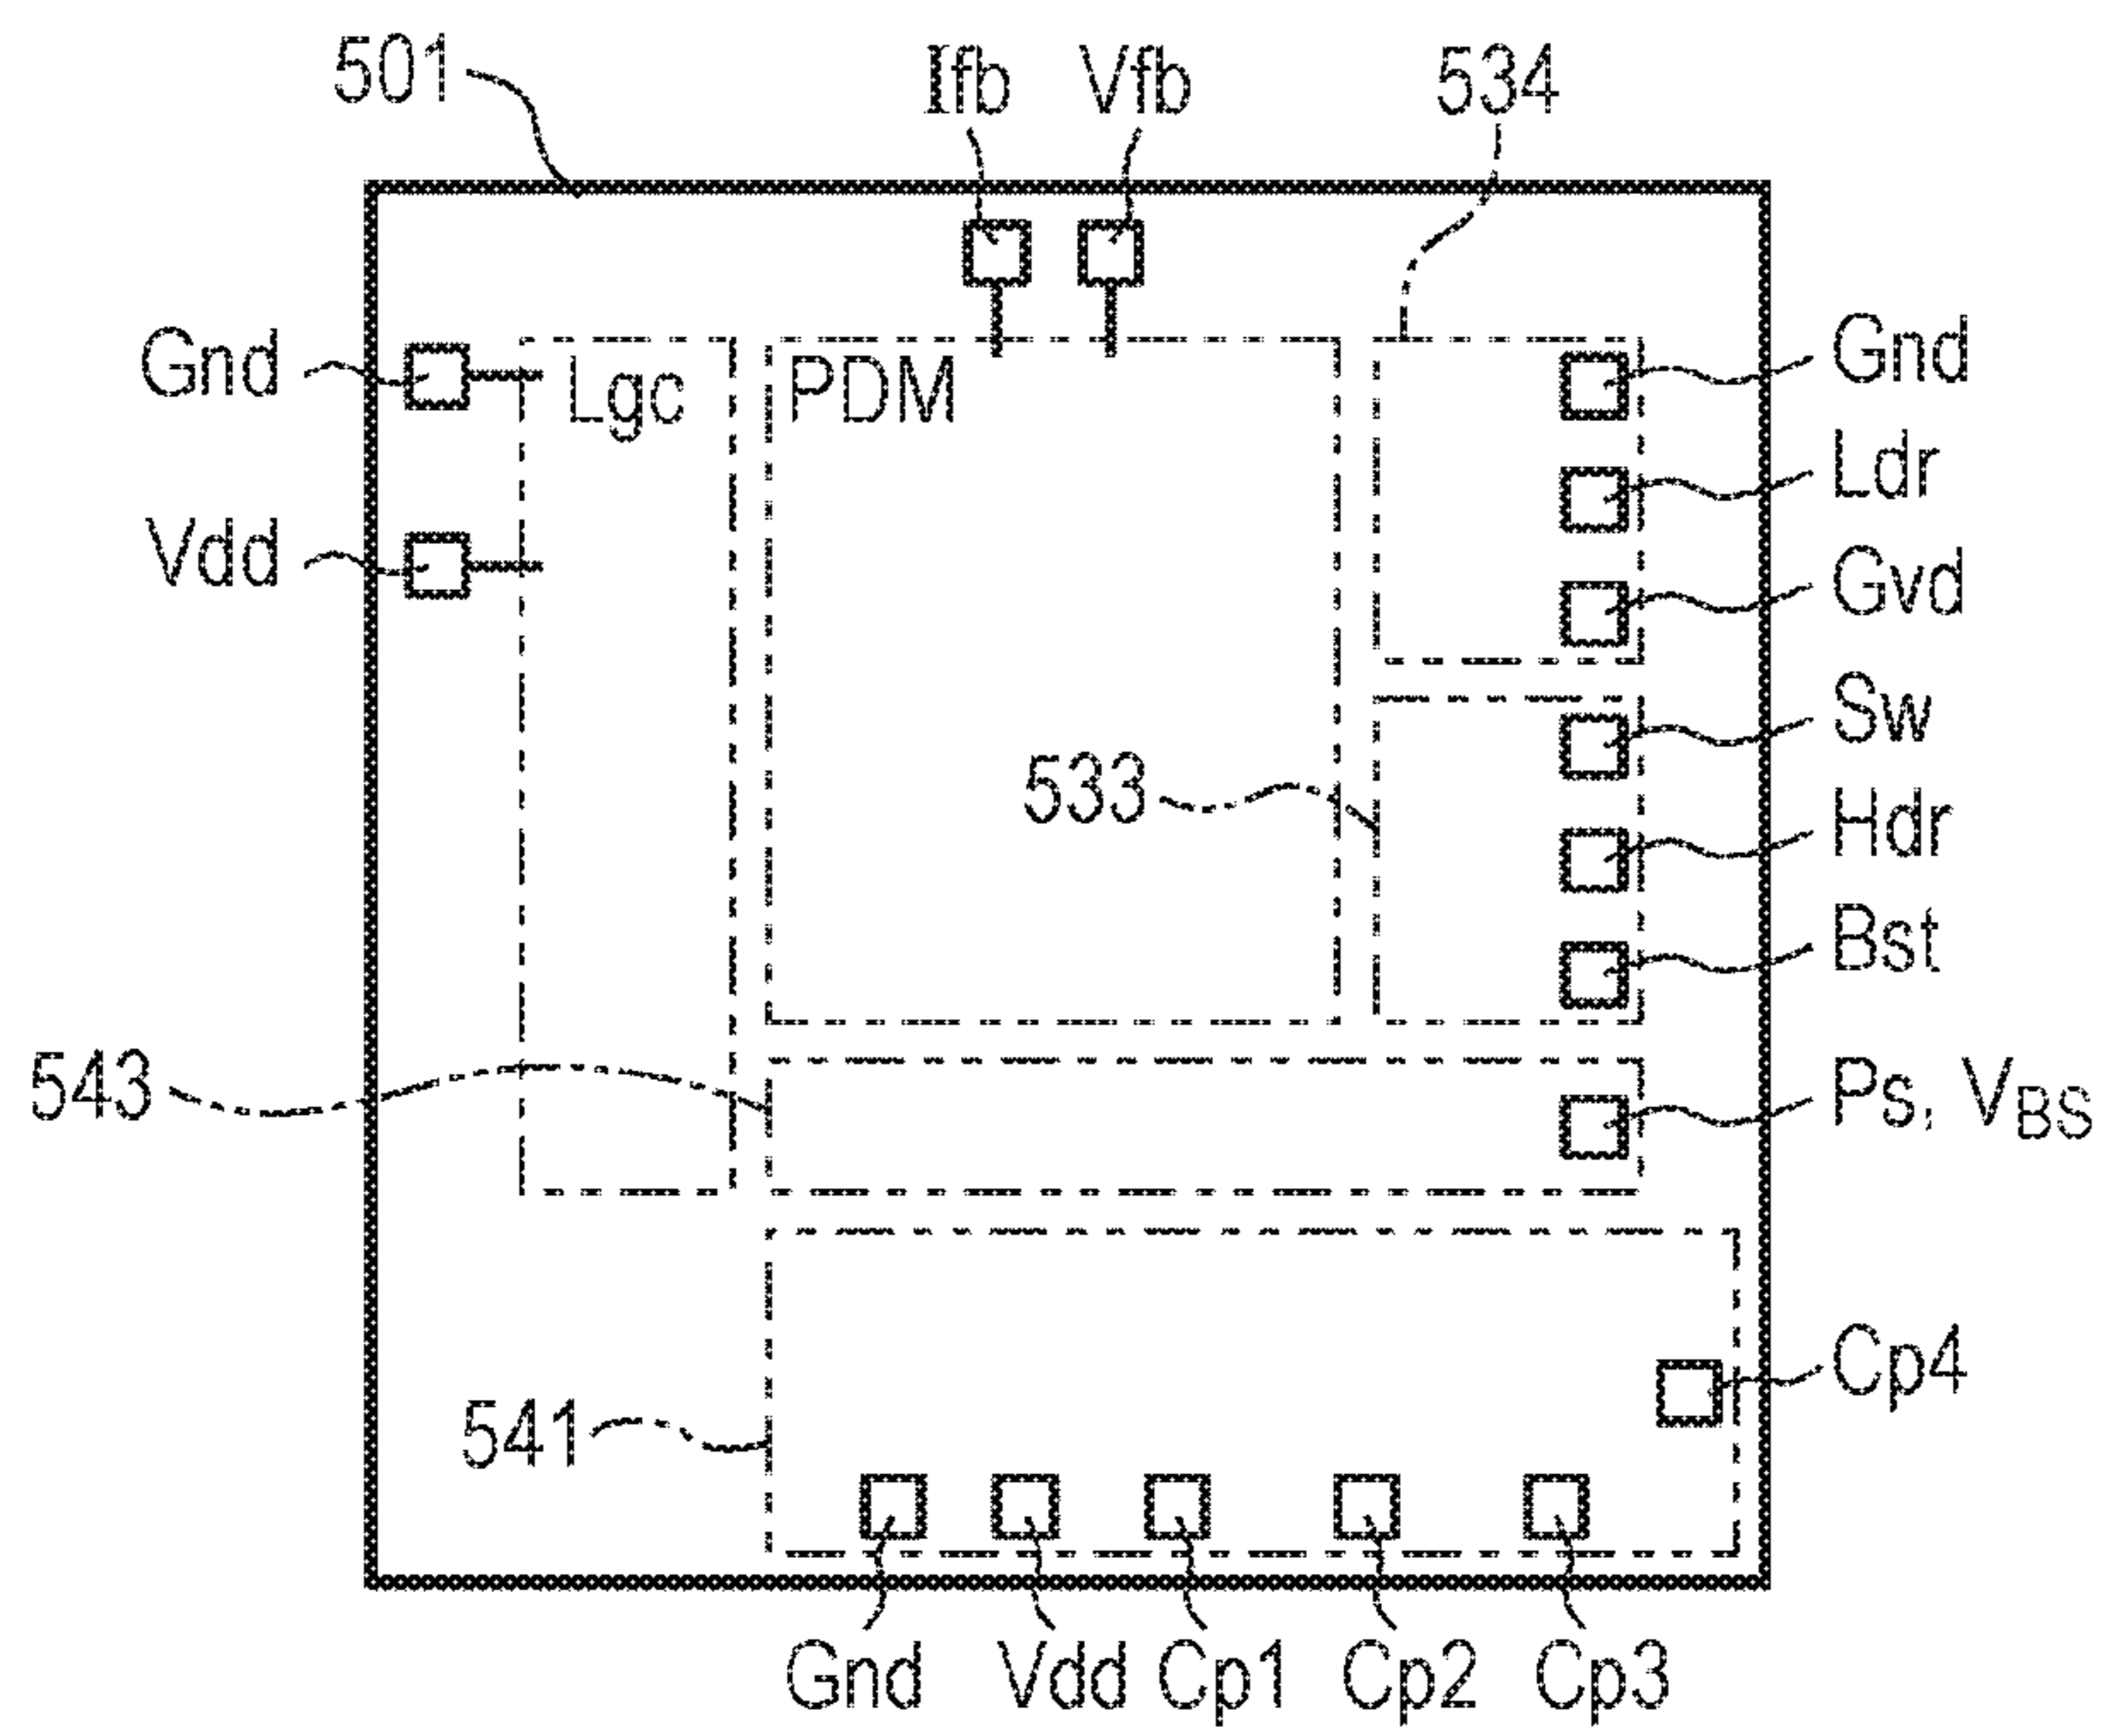 501
Ifb Vfb
534
Gnd
Lgc
PDM
Gnd
Ldr
Vdd
Gvd
Sw
533
Hdr
Bst
543
Ps, VBS
Cp4
541
Gnd Vdd Cp1 Cp2 Cp3